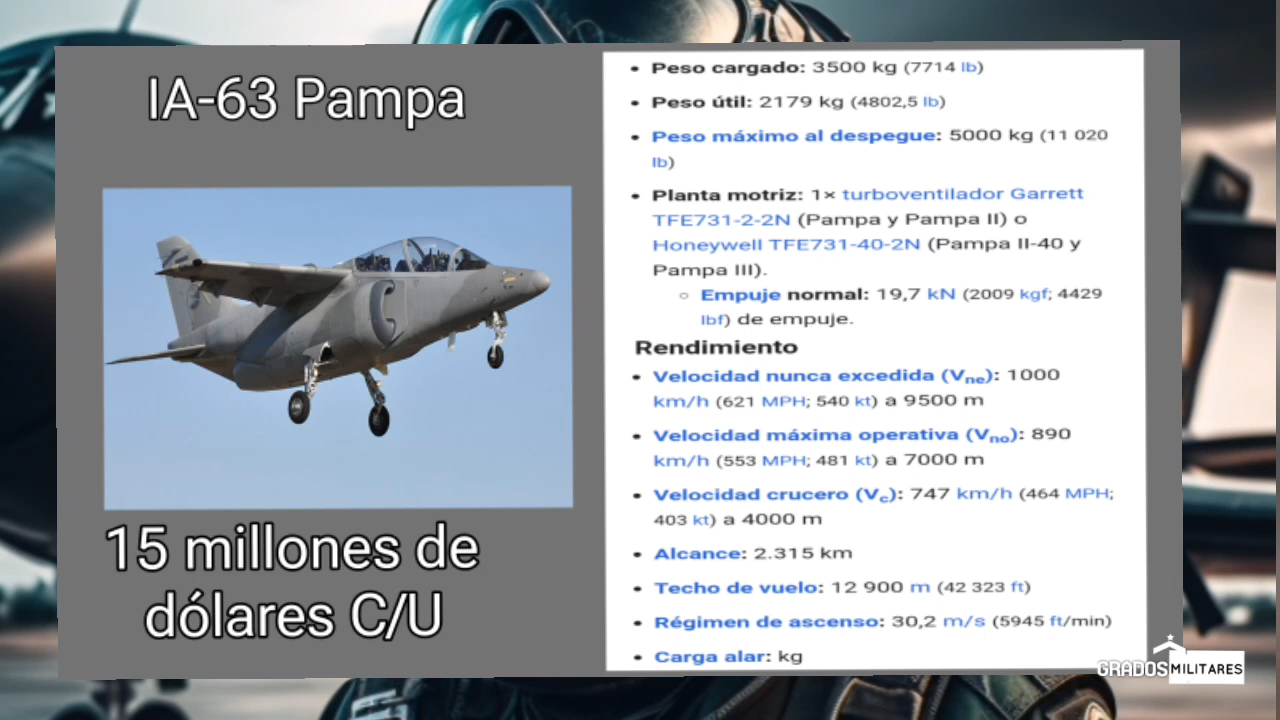 IA-63 Pampa
15 millones de
dólares C/U
• Peso cargado: 3500 kg (7714 lb)
• Peso útil: 2179 kg (4802,5 lb)
• Peso máximo al despegue: 5000 kg (11 020
lb)
• Planta motriz: 1× turboventilador Garrett
TFE731-2-2N (Pampa y Pampa II) o
Honeywell TFE731-40-2N (Pampa II-40 y
Pampa III).
○ Empuje normal: 19,7 kN (2009 kgf; 4429
lbf) de empuje.
Rendimiento
• Velocidad nunca excedida (Vne): 1000
km/h (621 MPH; 540 kt) a 9500 m
• Velocidad máxima operativa (Vno): 890
km/h (553 MPH; 481 kt) a 7000 m
• Velocidad crucero (Vc): 747 km/h (464 MPH;
403 kt) a 4000 m
• Alcance: 2.315 km
• Techo de vuelo: 12 900 m (42 323 ft)
• Régimen de ascenso: 30,2 m/s (5945 ft/min)
• Carga alar: kg
GRADOS MILITARES